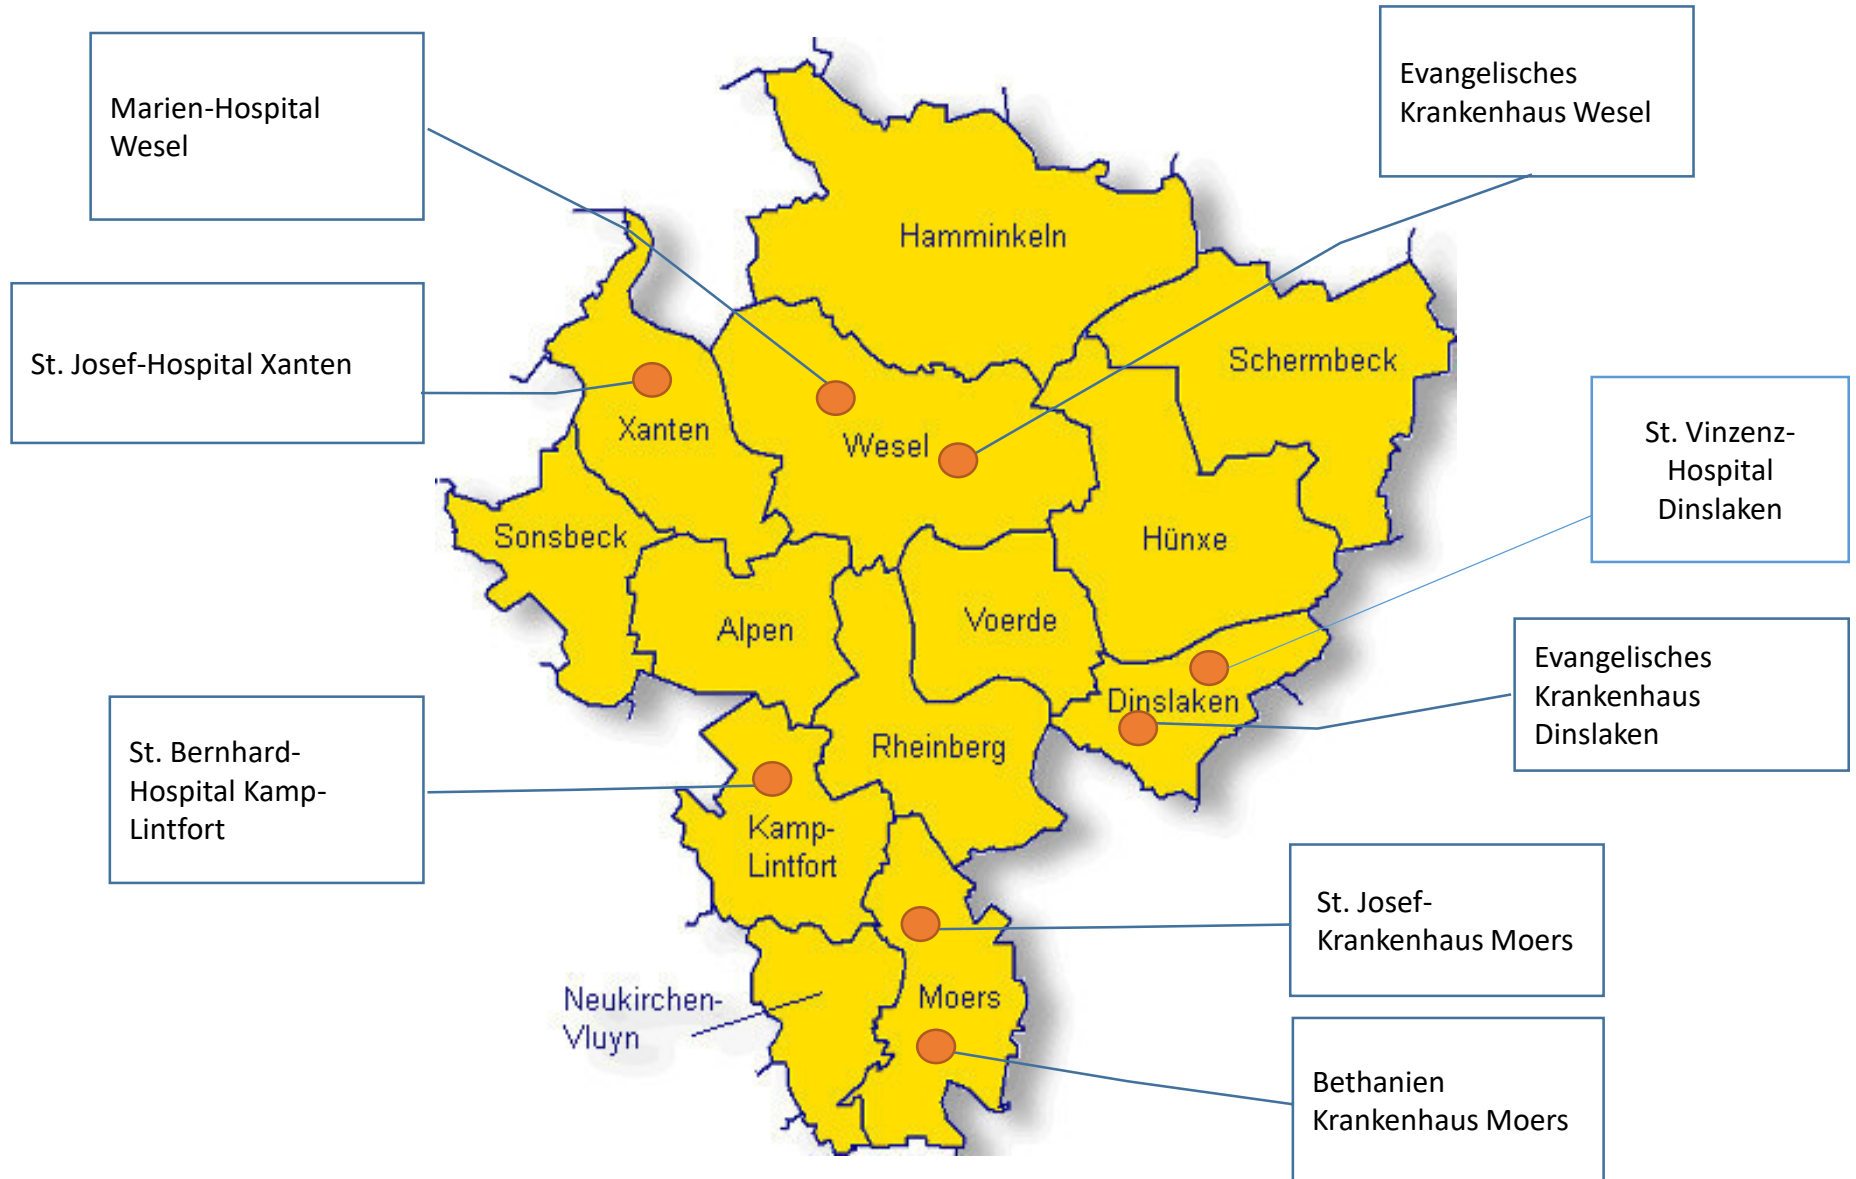 Marien-Hospital
Wesel
Evangelisches
Krankenhaus Wesel
Hamminkeln
St. Josef-Hospital Xanten
Schermbeck
Xanten
Wesel
St. Vinzenz-
Hospital
Dinslaken
Sonsbeck
Hünxe
Alpen
Voerde
Evangelisches
Krankenhaus
Dinslaken
Dinslaken
Rheinberg
St. Bernhard-
Hospital Kamp-
Lintfort
Kamp-
Lintfort
St. Josef-
Krankenhaus Moers
Neukirchen-
Vluyn
Moers
Bethanien
Krankenhaus Moers